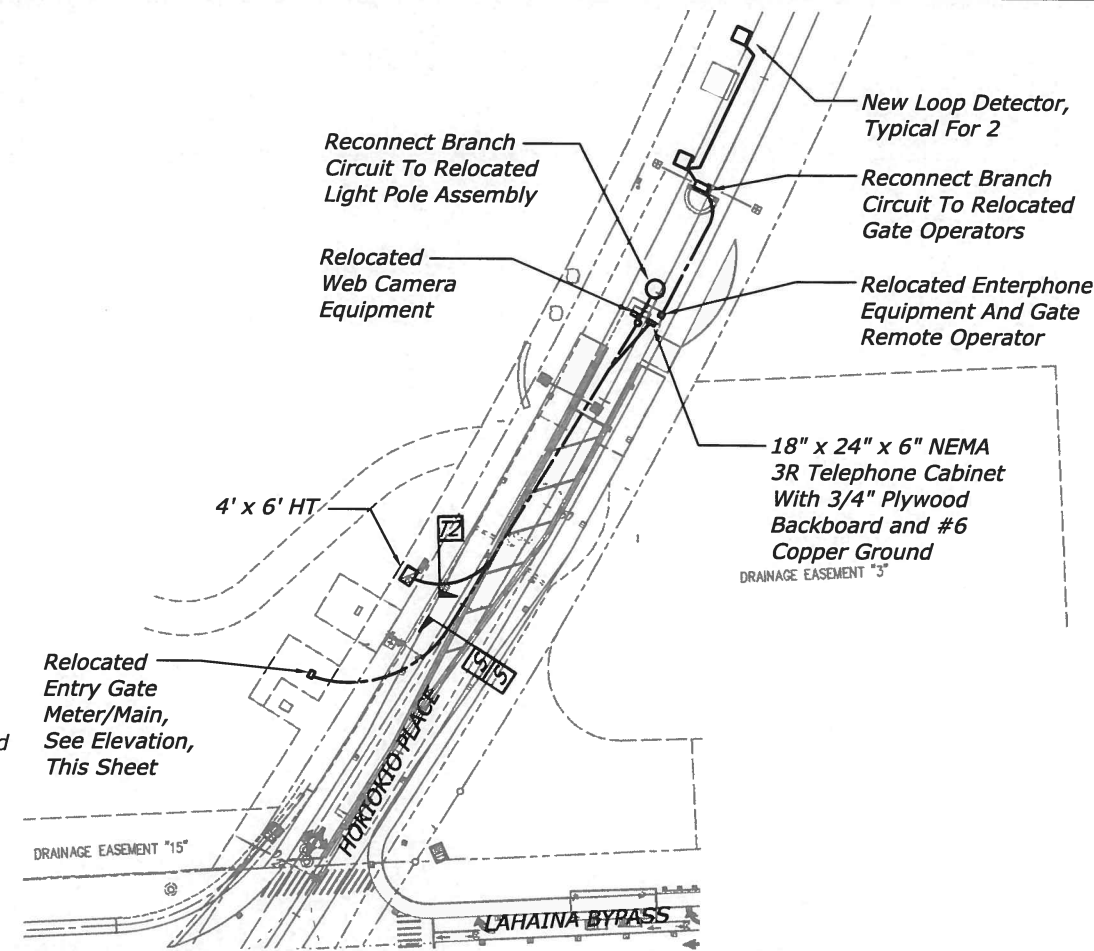 New Loop Detector,
Typical For 2
Reconnect Branch
Circuit To Relocated
Light Pole Assembly
Reconnect Branch
Circuit To Relocated
Gate Operators
Relocated
Web Camera
Equipment
Relocated Enterphone
Equipment And Gate
Remote Operator
18" x 24" x 6" NEMA
3R Telephone Cabinet
With 3/4" Plywood
Backboard and #6
Copper Ground
4' x 6' HT
T2
DRAINAGE EASEMENT "3"
S
S
Relocated
Entry Gate
Meter/Main,
See Elevation,
This Sheet
d
HOKIOKIO PLACE
DRAINAGE EASEMENT "15"
LAHAINA BYPASS